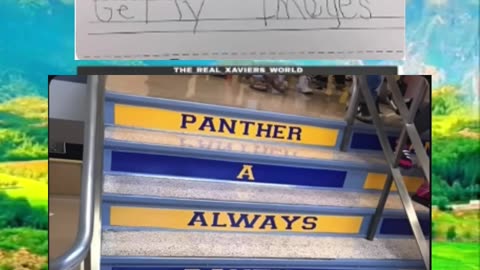 Getty Images
THE REAL XAVIERS WORLD
PANTHER
A
ALWAYS